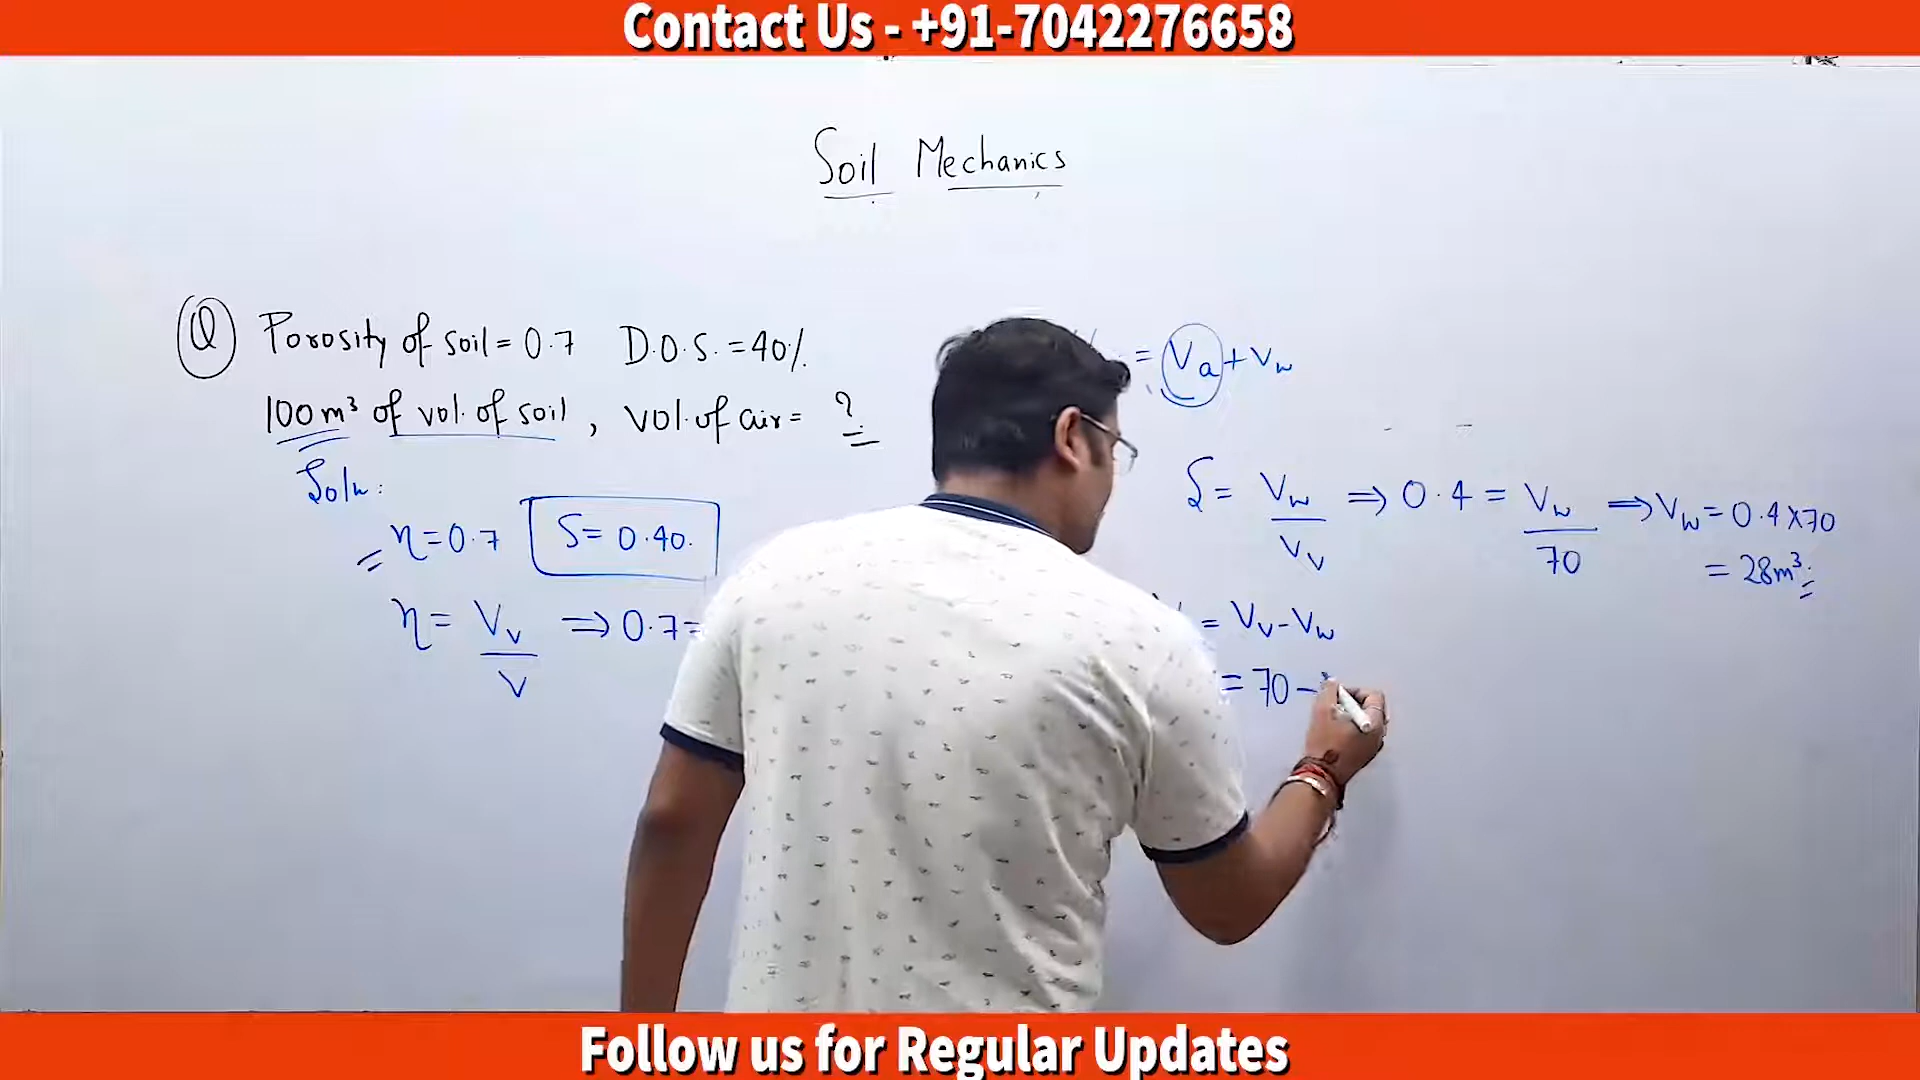 Contact Us - +91-7042276658
Soil Mechanics
Q Porosity of soil = 0.7 D.O.S. = 40%
100m³ of vol. of soil, vol. of air = ?
Soln:
η = 0.7 S = 0.40.
η = Vv/V ⇒ 0.7 =
= Va + Vw
S = Vw/Vv ⇒ 0.4 = Vw/70 ⇒ Vw = 0.4 × 70
= 28m³.
= Vv - Vw
= 70 -
Follow us for Regular Updates